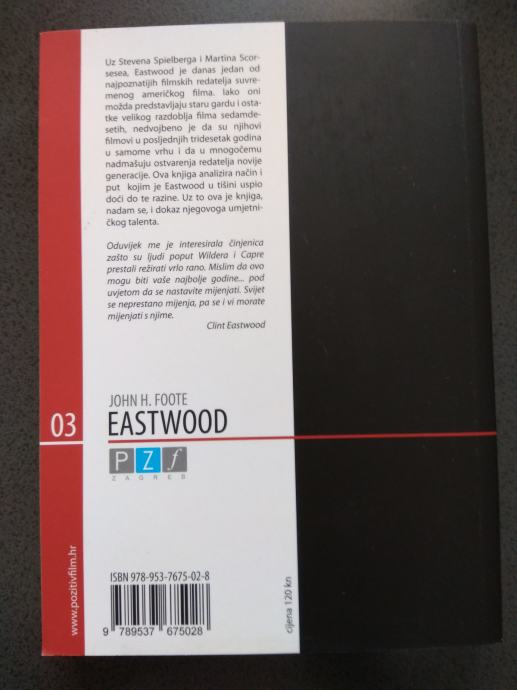 Uz Stevena Spielberga i Martina Scor-
sesea, Eastwood je danas jedan od
najpoznatijih filmskih redatelja suvre-
menog američkog filma. Iako oni
možda predstavljaju staru gardu i osta-
tke velikog razdoblja filma sedamde-
setih, nedvojbeno je da su njihovi
filmovi u posljednjih tridesetak godina
u samome vrhu i da u mnogočemu
nadmašuju ostvarenja redatelja novije
generacije. Ova knjiga analizira način i
put kojim je Eastwood u tišini uspio
doći do te razine. Uz to ova je knjiga,
nadam se, i dokaz njegovoga umjetni-
čkog talenta.
Oduvijek me je interesirala činjenica
zašto su ljudi poput Wildera i Capre
prestali režirati vrlo rano. Mislim da ovo
mogu biti vaše najbolje godine... pod
uvjetom da se nastavite mijenjati. Svijet
se neprestano mijenja, pa se i vi morate
mijenjati s njime.
Clint Eastwood
JOHN H. FOOTE
03 EASTWOOD
PZf
ZAGREB
www.pozitivfilm.hr
ISBN 978-953-7675-02-8
9 789537 675028
cijena 120 kn